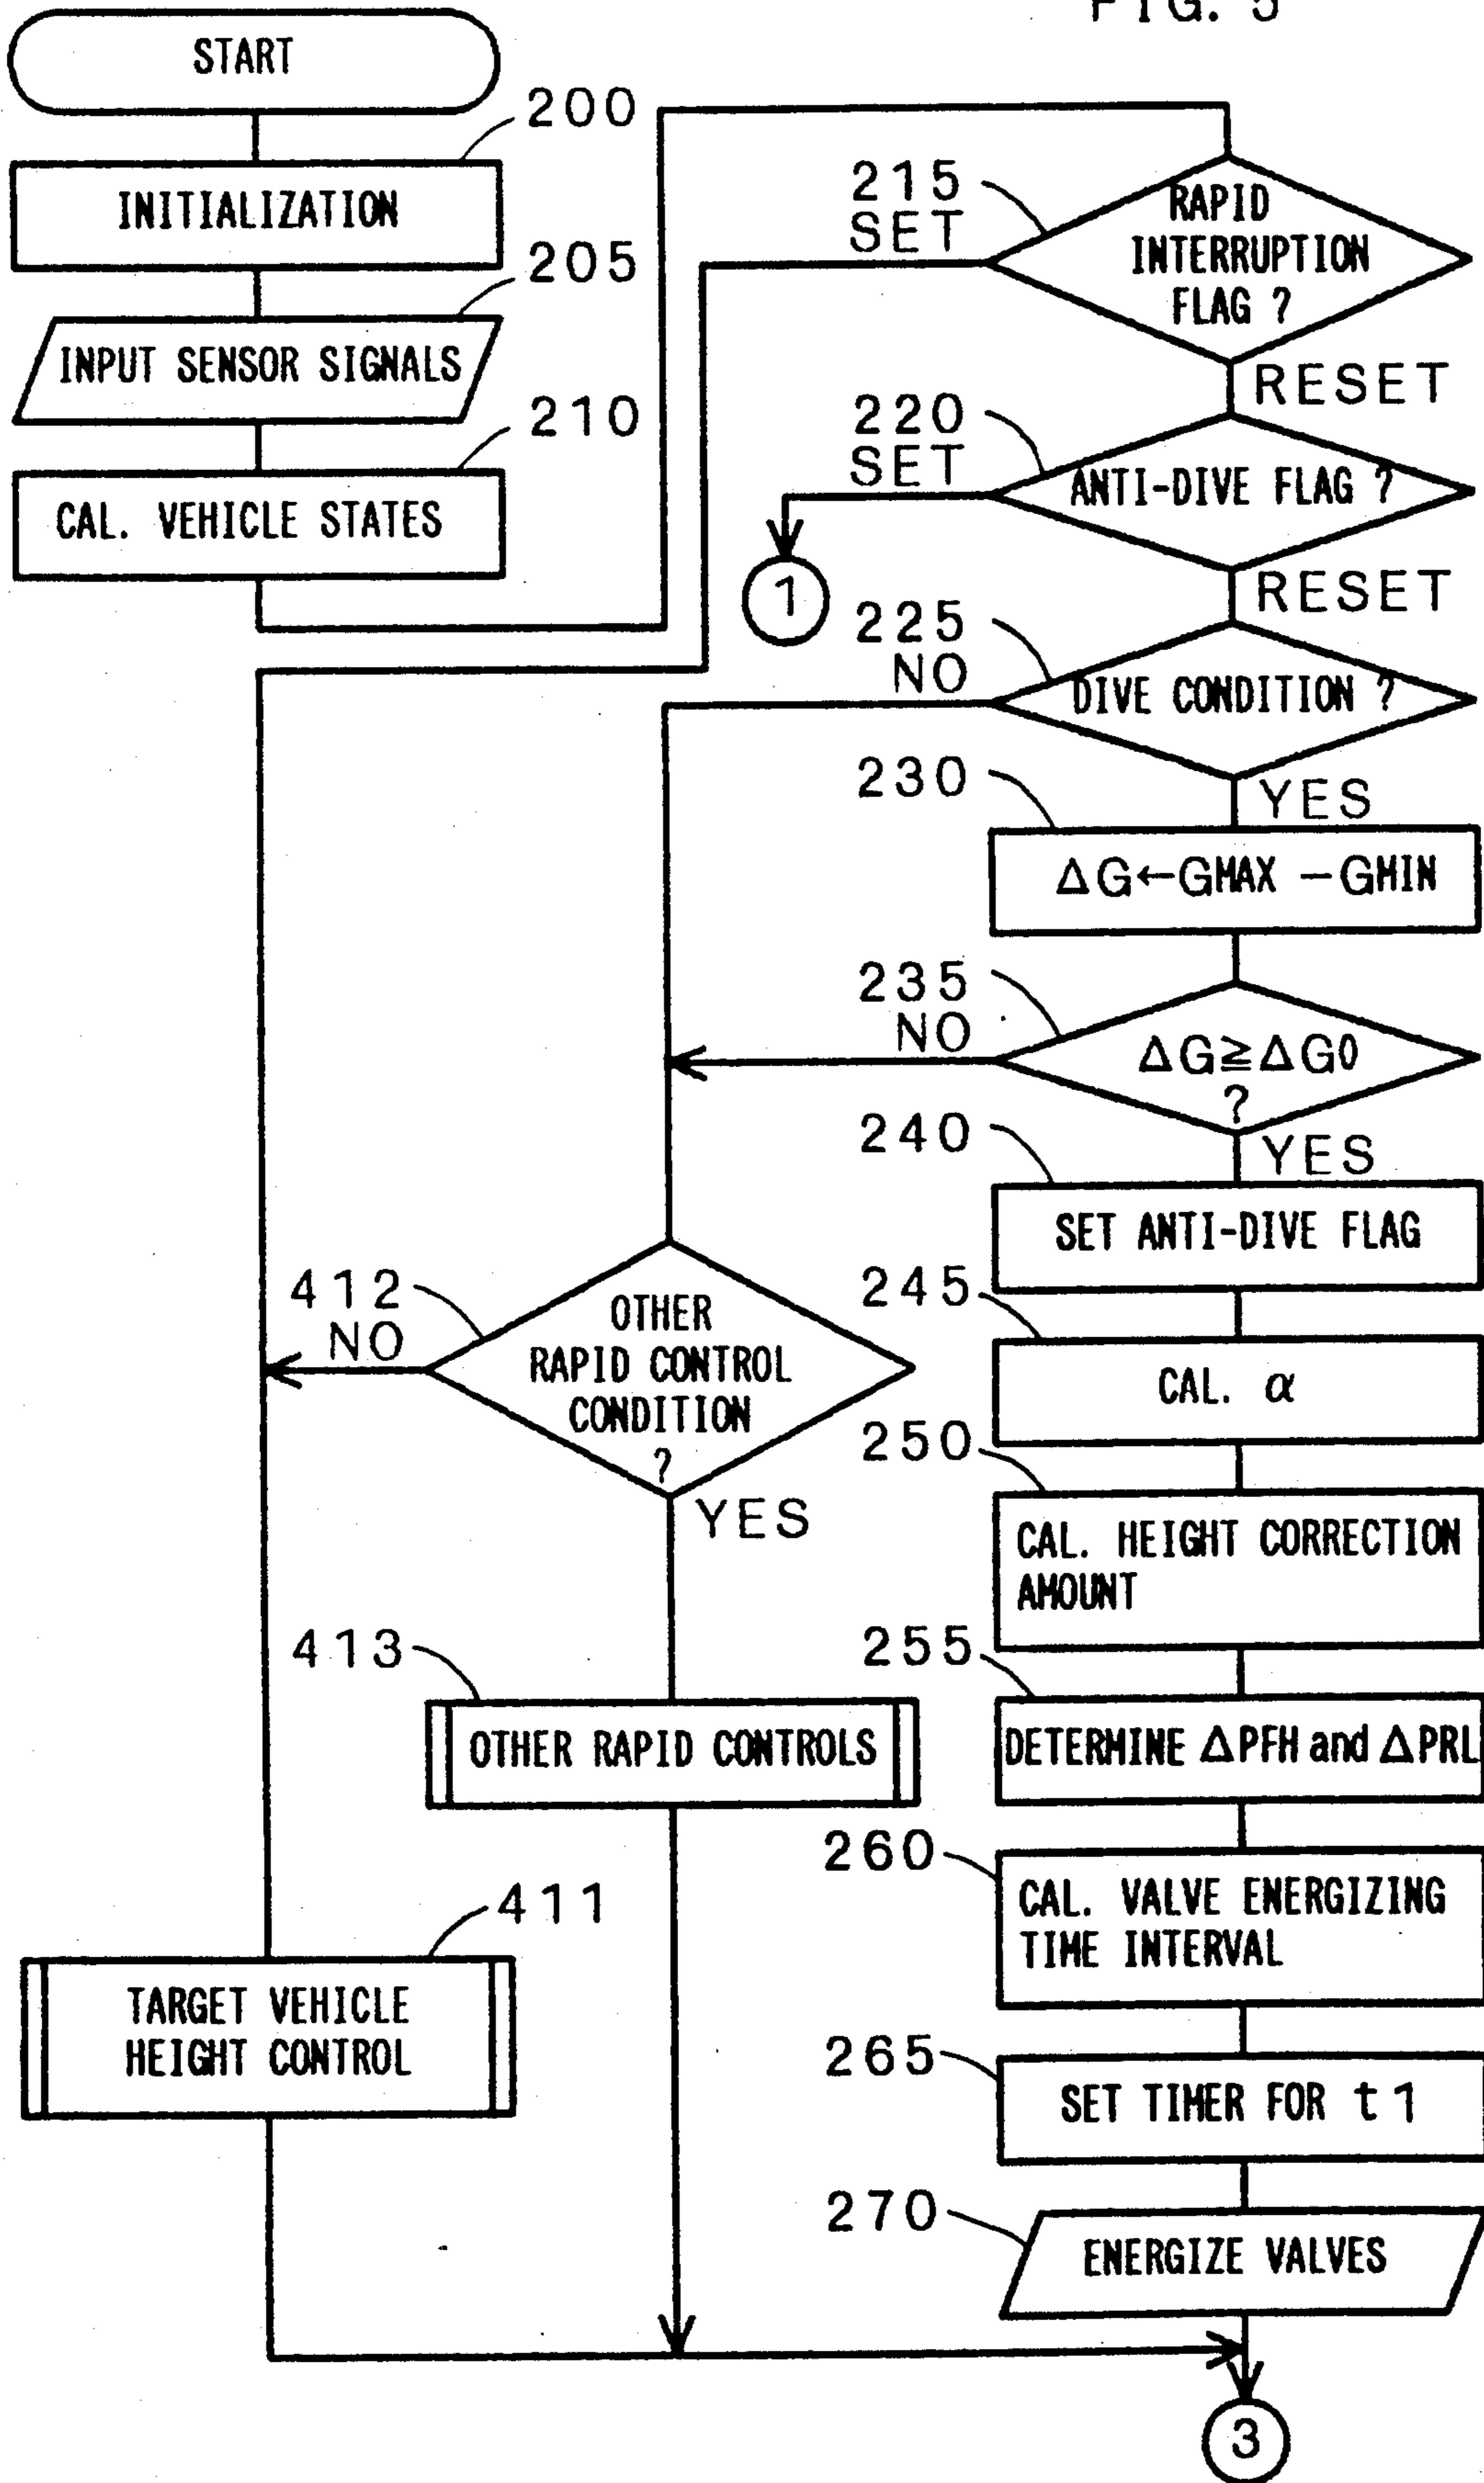 FIG. 5
START
200
INITIALIZATION
205
INPUT SENSOR SIGNALS
210
CAL. VEHICLE STATES
215
SET
RAPID
INTERRUPTION
FLAG ?
RESET
220
SET
ANTI-DIVE FLAG ?
1
RESET
225
NO
DIVE CONDITION ?
YES
230
ΔG←GMAX −GMIN
235
NO
ΔG≧ΔG0
?
YES
240
SET ANTI-DIVE FLAG
245
CAL. α
250
CAL. HEIGHT CORRECTION
AMOUNT
255
DETERMINE ΔPFH and ΔPRL
260
CAL. VALVE ENERGIZING
TIME INTERVAL
265
SET TIMER FOR t1
270
ENERGIZE VALVES
412
NO
OTHER
RAPID CONTROL
CONDITION
?
YES
413
OTHER RAPID CONTROLS
411
TARGET VEHICLE
HEIGHT CONTROL
3